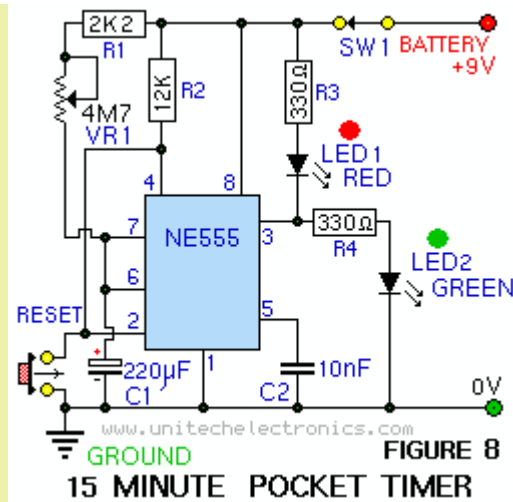 2K2
R1
SW1
BATTERY
+9V
4M7
VR1
12K
R2
330Ω
R3
LED1
RED
4
8
7
NE555
3
330Ω
R4
LED2
GREEN
6
RESET
2
5
1
+
220µF
-
C1
C2
10nF
0V
www.unitechelectronics.com
GROUND
FIGURE 8
15 MINUTE POCKET TIMER